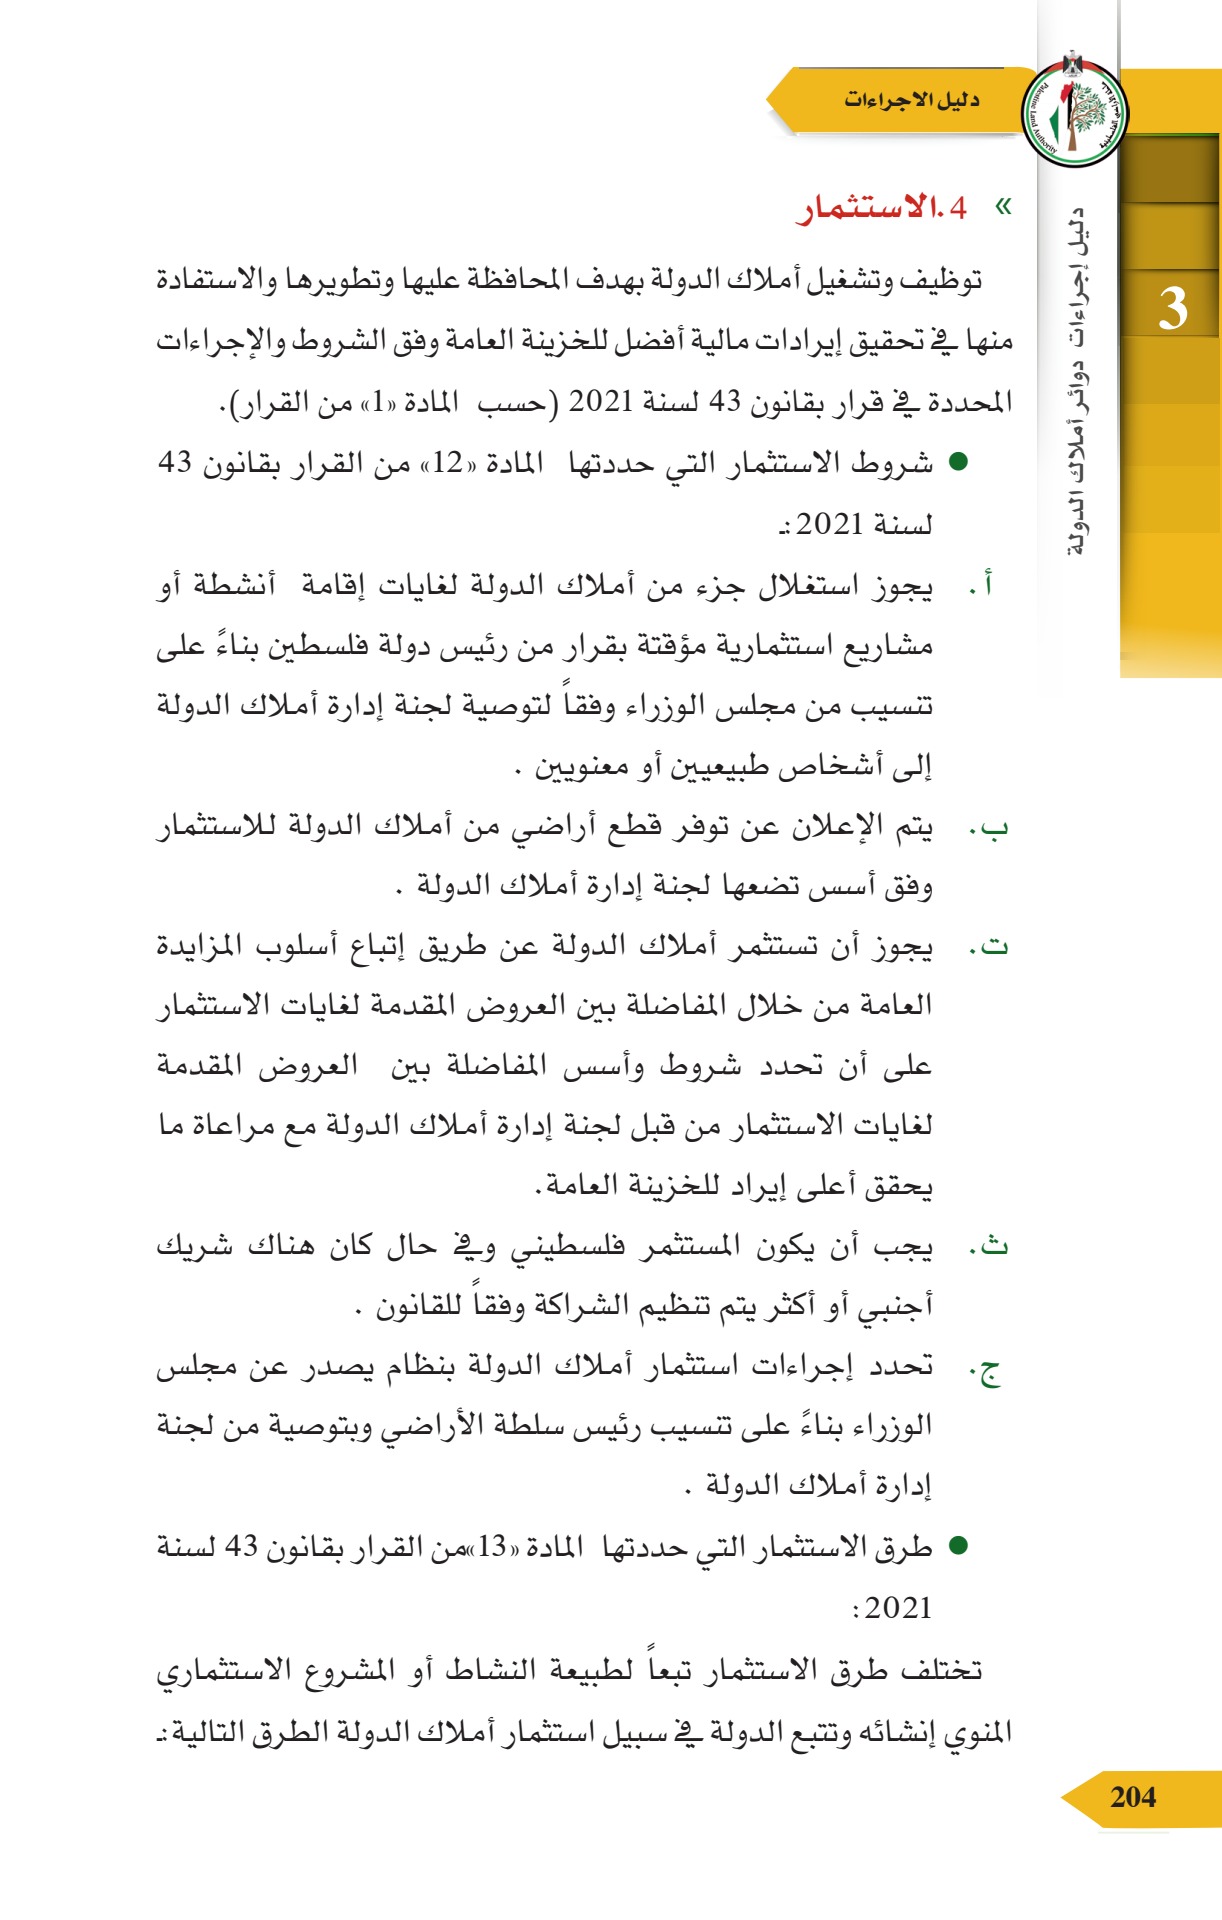 دليل الاجراءات
Palestine Land Authority
دليل إجراءات دوائر أملاك الدولة
3
» 4.الاستثمار
توظيف وتشغيل أملاك الدولة بهدف المحافظة عليها وتطويرها والاستفادة
منها في تحقيق إيرادات مالية أفضل للخزينة العامة وفق الشروط والإجراءات
المحددة في قرار بقانون 43 لسنة 2021 (حسب المادة «1» من القرار).
● شروط الاستثمار التي حددتها المادة «12» من القرار بقانون 43
لسنة 2021:ـ
أ. يجوز استغلال جزء من أملاك الدولة لغايات إقامة أنشطة أو
مشاريع استثمارية مؤقتة بقرار من رئيس دولة فلسطين بناءً على
تنسيب من مجلس الوزراء وفقاً لتوصية لجنة إدارة أملاك الدولة
إلى أشخاص طبيعيين أو معنويين .
ب. يتم الإعلان عن توفر قطع أراضي من أملاك الدولة للاستثمار
وفق أسس تضعها لجنة إدارة أملاك الدولة .
ت. يجوز أن تستثمر أملاك الدولة عن طريق إتباع أسلوب المزايدة
العامة من خلال المفاضلة بين العروض المقدمة لغايات الاستثمار
على أن تحدد شروط وأسس المفاضلة بين العروض المقدمة
لغايات الاستثمار من قبل لجنة إدارة أملاك الدولة مع مراعاة ما
يحقق أعلى إيراد للخزينة العامة.
ث. يجب أن يكون المستثمر فلسطيني وفي حال كان هناك شريك
أجنبي أو أكثر يتم تنظيم الشراكة وفقاً للقانون .
ج. تحدد إجراءات استثمار أملاك الدولة بنظام يصدر عن مجلس
الوزراء بناءً على تنسيب رئيس سلطة الأراضي وبتوصية من لجنة
إدارة أملاك الدولة .
● طرق الاستثمار التي حددتها المادة «13»من القرار بقانون 43 لسنة
2021 :
تختلف طرق الاستثمار تبعاً لطبيعة النشاط أو المشروع الاستثماري
المنوي إنشائه وتتبع الدولة في سبيل استثمار أملاك الدولة الطرق التالية:ـ
204